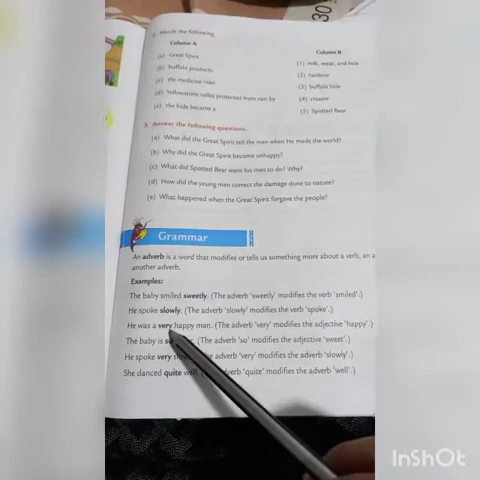 2. Match the following.
Column A
Column B
(a) Great Spirit
(1) milk, meat, and hide
(b) buffalo products
(2) rainbow
(c) the medicine man
(3) buffalo hide
(d) Yellowstone valley protected from rain by
(4) creator
(e) the hide became a
(5) Spotted Bear
3. Answer the following questions.
(a) What did the Great Spirit tell the men when He made the world?
(b) Why did the Great Spirit become unhappy?
(c) What did Spotted Bear want his men to do? Why?
(d) How did the young men correct the damage done to nature?
(e) What happened when the Great Spirit forgave the people?
Grammar
An adverb is a word that modifies or tells us something more about a verb, an a
another adverb.
Examples:
The baby smiled sweetly. (The adverb 'sweetly' modifies the verb 'smiled'.)
He spoke slowly. (The adverb 'slowly' modifies the verb 'spoke'.)
He was a very happy man. (The adverb 'very' modifies the adjective 'happy'.)
The baby is so (The adverb 'so' modifies the adjective 'sweet'.)
He spoke very adverb 'very' modifies the adverb 'slowly'.)
She danced quite well. adverb 'quite' modifies the adverb 'well'.)
InShOt